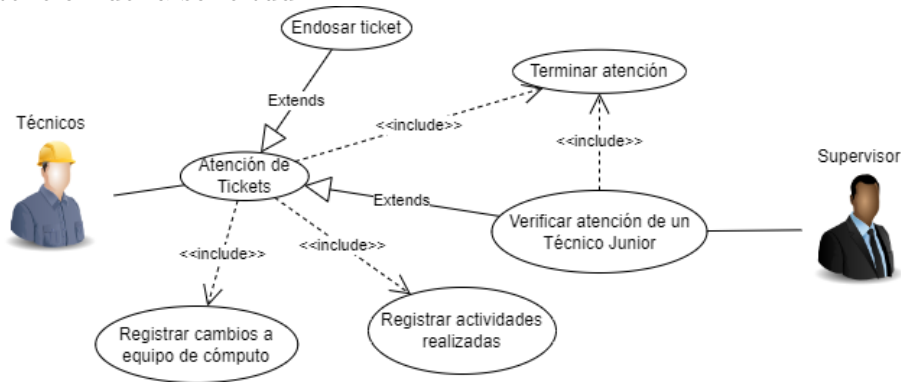 Endosar ticket
Terminar atención
Extends
Técnicos
<<include>>
<<include>>
Atención de
Tickets
Supervisor
Extends
Verificar atención de un
Técnico Junior
<<include>>
<<include>>
Registrar cambios a
equipo de cómputo
Registrar actividades
realizadas